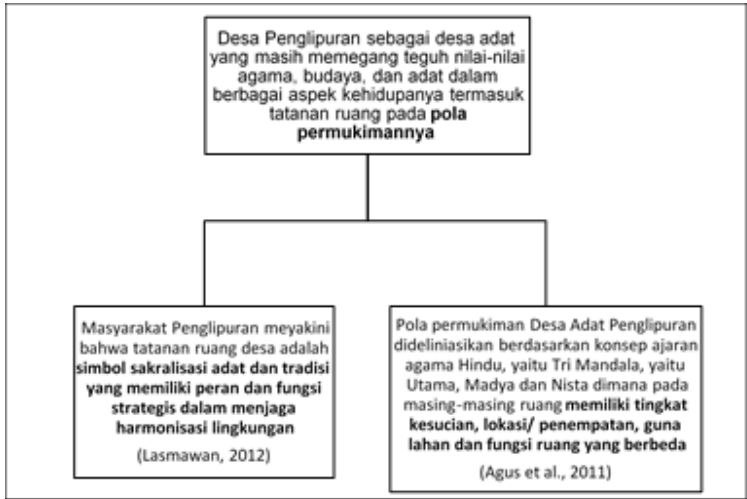 Desa Penglipuran sebagai desa adat
yang masih memegang teguh nilai-nilai
agama, budaya, dan adat dalam
berbagai aspek kehidupanya termasuk
tatanan ruang pada pola
permukimannya
Masyarakat Penglipuran meyakini
bahwa tatanan ruang desa adalah
simbol sakralisasi adat dan tradisi
yang memiliki peran dan fungsi
strategis dalam menjaga
harmonisasi lingkungan
(Lasmawan, 2012)
Pola permukiman Desa Adat Penglipuran
dideliniasikan berdasarkan konsep ajaran
agama Hindu, yaitu Tri Mandala, yaitu
Utama, Madya dan Nista dimana pada
masing-masing ruang memiliki tingkat
kesucian, lokasi/ penempatan, guna
lahan dan fungsi ruang yang berbeda
(Agus et al., 2011)